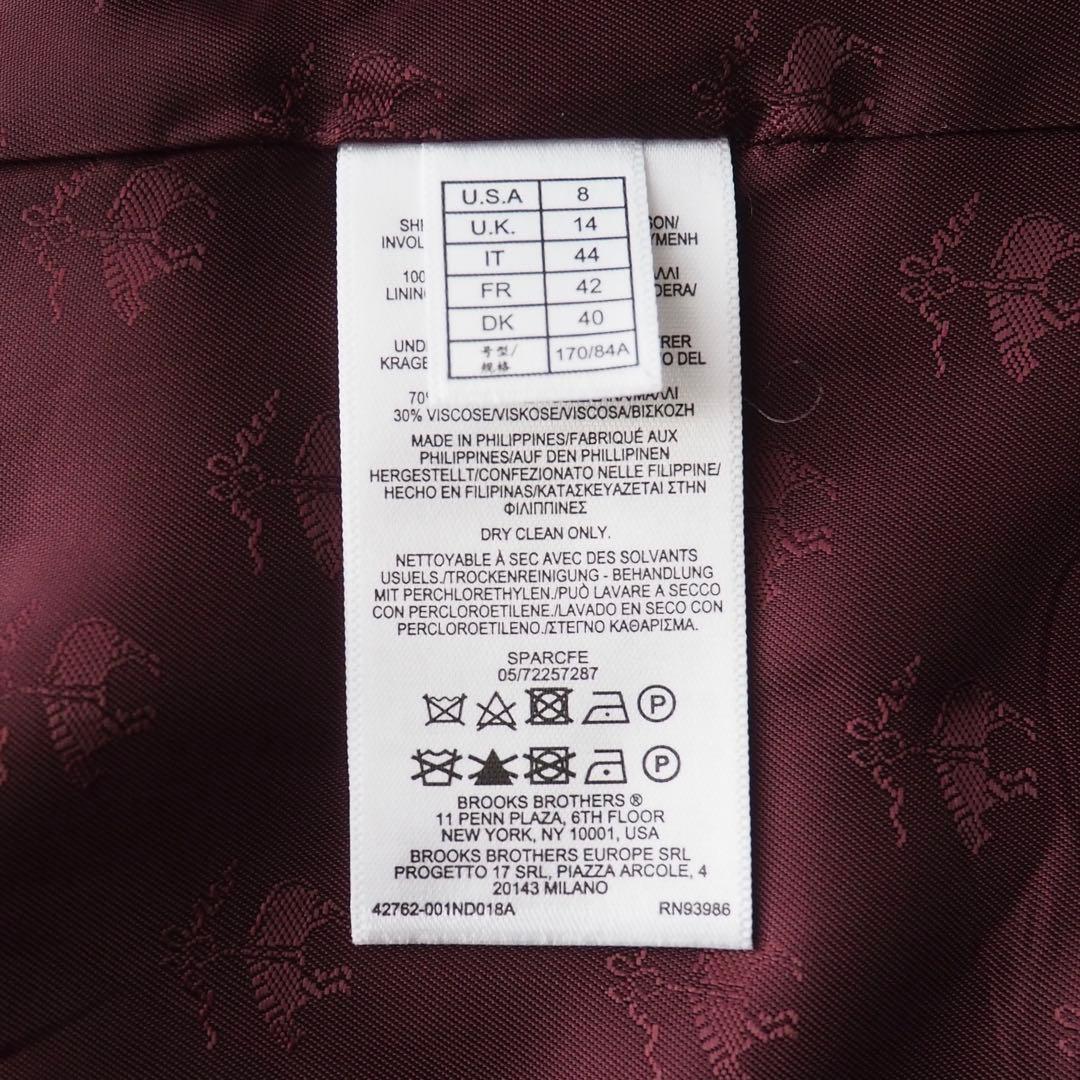 U.S.A 8
U.K. 14
IT 44
FR 42
DK 40
号型/规格 170/84A
100
30% VISCOSE/VISKOSE/VISCOSA/ΒΙΣΚΟΖΗ
MADE IN PHILIPPINES/FABRIQUÉ AUX
PHILIPPINES/AUF DEN PHILLIPINEN
HERGESTELLT/CONFEZIONATO NELLE FILIPPINE/
HECHO EN FILIPINAS/ΚΑΤΑΣΚΕΥΑΖΕΤΑΙ ΣΤΗΝ
ΦΙΛΙΠΠΙΝΕΣ
DRY CLEAN ONLY.
NETTOYABLE À SEC AVEC DES SOLVANTS
USUELS./TROCKENREINIGUNG - BEHANDLUNG
MIT PERCHLORETHYLEN./PUÒ LAVARE A SECCO
CON PERCLOROETILENE./LAVADO EN SECO CON
PERCLOROETILENO./ΣΤΕΓΝΟ ΚΑΘΑΡΙΣΜΑ.
SPARCFE
05/72257287
P
P
BROOKS BROTHERS ®
11 PENN PLAZA, 6TH FLOOR
NEW YORK, NY 10001, USA
BROOKS BROTHERS EUROPE SRL
PROGETTO 17 SRL, PIAZZA ARCOLE, 4
20143 MILANO
42762-001ND018A RN93986